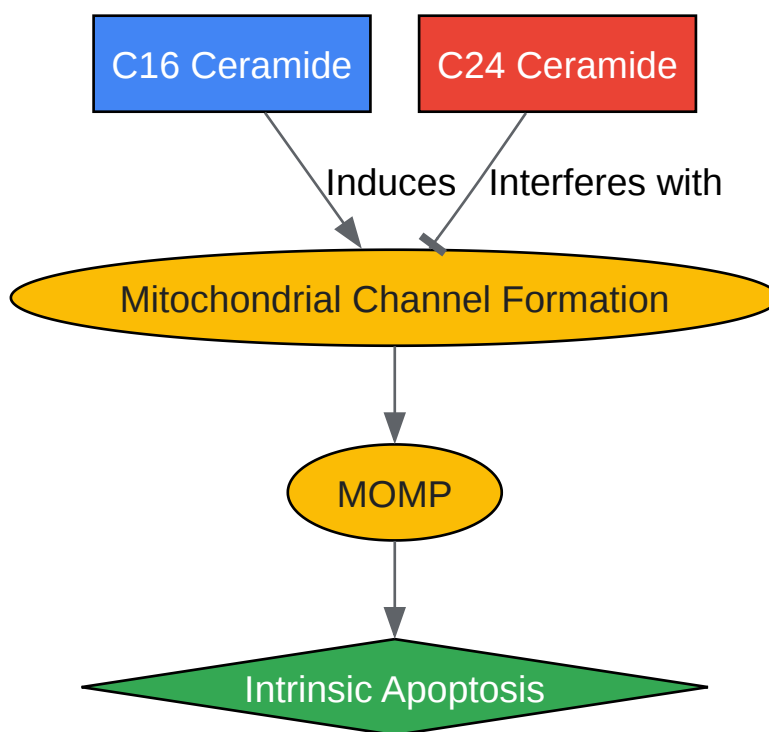 C16 Ceramide
C24 Ceramide
Induces
Interferes with
Mitochondrial Channel Formation
MOMP
Intrinsic Apoptosis